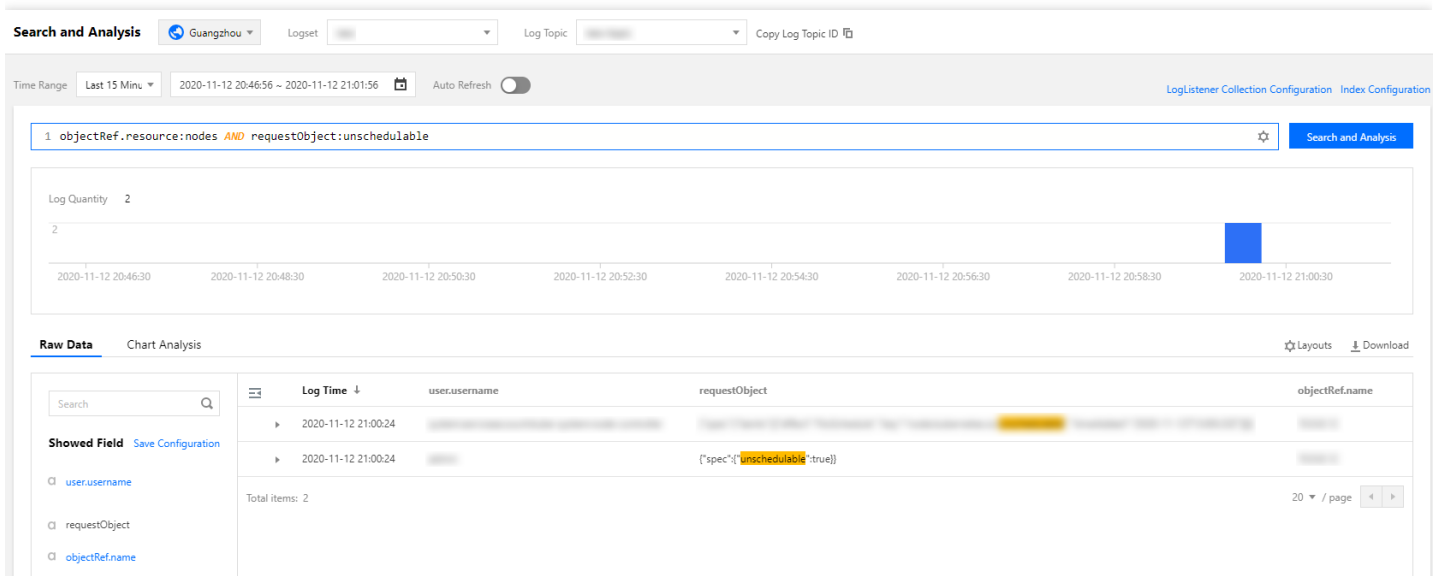 Search and Analysis Guangzhou Logset Log Topic Copy Log Topic ID
Time Range Last 15 Minu 2020-11-12 20:46:56 ~ 2020-11-12 21:01:56 Auto Refresh
LogListener Collection Configuration Index Configuration
1 objectRef.resource:nodes AND requestObject:unschedulable Search and Analysis
Log Quantity 2
2
2020-11-12 20:46:30 2020-11-12 20:48:30 2020-11-12 20:50:30 2020-11-12 20:52:30 2020-11-12 20:54:30 2020-11-12 20:56:30 2020-11-12 20:58:30 2020-11-12 21:00:30
Raw Data Chart Analysis Layouts Download
Search
Log Time user.username requestObject objectRef.name
2020-11-12 21:00:24
Showed Field Save Configuration
2020-11-12 21:00:24 {"spec":{"unschedulable":true}}
user.username
Total items: 2 20 / page
requestObject
objectRef.name